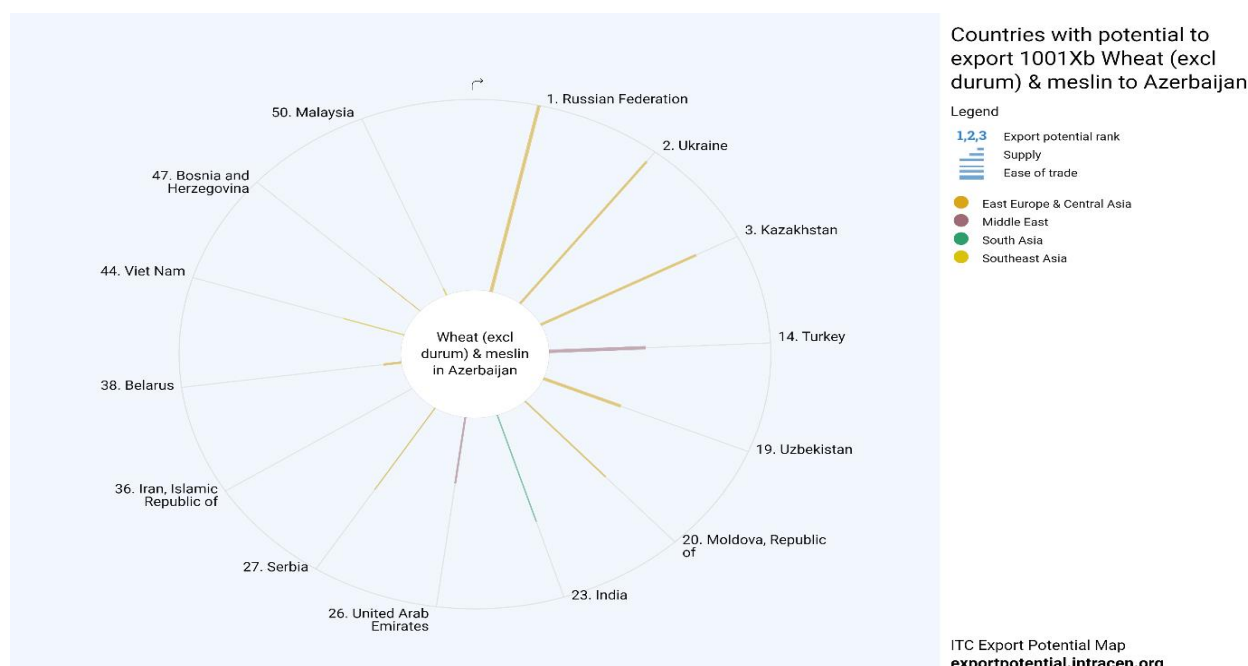 Countries with potential to
export 1001Xb Wheat (excl
durum) & meslin to Azerbaijan
Legend
1,2,3 Export potential rank
Supply
Ease of trade
East Europe & Central Asia
Middle East
South Asia
Southeast Asia
1. Russian Federation
2. Ukraine
3. Kazakhstan
14. Turkey
19. Uzbekistan
20. Moldova, Republic
of
23. India
26. United Arab
Emirates
27. Serbia
36. Iran, Islamic
Republic of
38. Belarus
44. Viet Nam
47. Bosnia and
Herzegovina
50. Malaysia
Wheat (excl
durum) & meslin
in Azerbaijan
ITC Export Potential Map
exportpotential.intracen.org